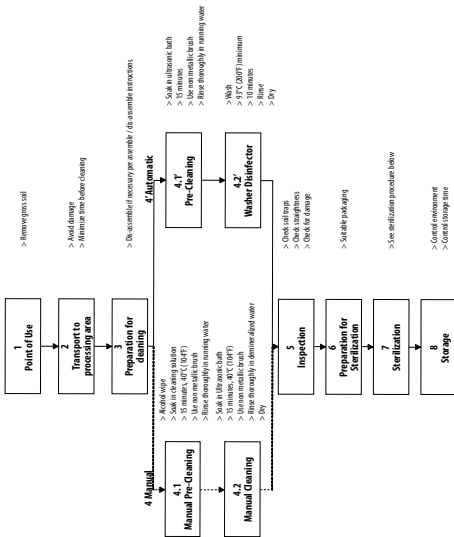 1
Point of Use
> Remove gross soil
2
Transport to
processing area
> Avoid damage
> Minimize time before cleaning
3
Preparation for
cleaning
> Dis-assemble if necessary per assemble / dis-assemble instructions
4 Manual
4' Automatic
4.1
Manual Pre-Cleaning
> Alcohol wipe
> Soak in cleaning solution
> 15 minutes, 40°C (104°F)
> Use non metallic brush
> Rinse thoroughly in running water
4.2
Manual Cleaning
> Soak in Ultrasonic bath
> 15 minutes, 40°C (104°F)
> Use non metallic brush
> Rinse thoroughly in demineralized water
> Dry
4.1'
Pre-Cleaning
> Soak in ultrasonic bath
> 15 minutes
> Use non metallic brush
> Rinse thoroughly in running water
4.2'
Washer Disinfector
> Wash
> 93°C (200°F) minimum
> 10 minutes
> Rinse
> Dry
5
Inspection
> Check soil traps
> Check straightness
> Check for damage
6
Preparation for
Sterilization
> Suitable packaging
7
Sterilization
> See sterilization procedure below
8
Storage
> Control environment
> Control storage time